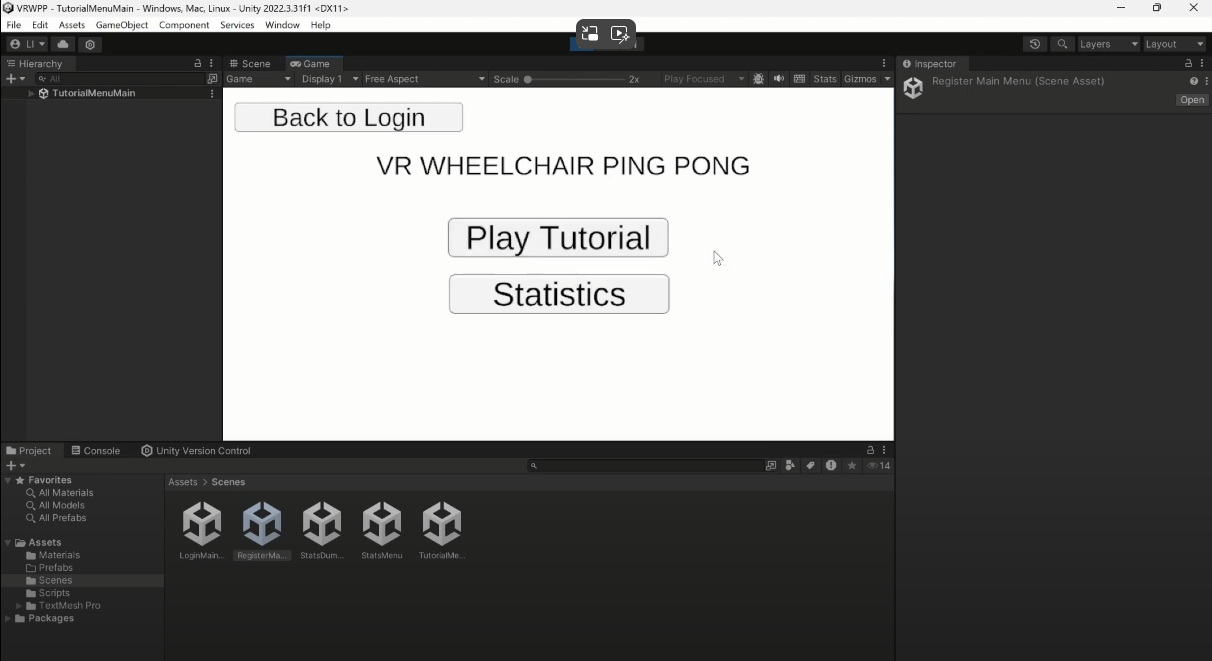 VRWPP - TutorialMenuMain - Windows, Mac, Linux - Unity 2022.3.31f1 <DX11>
File Edit Assets GameObject Component Services Window Help
LI
Layers Layout
Hierarchy
All
TutorialMenuMain
Scene Game
Game Display 1 Free Aspect Scale 2x Play Focused Stats Gizmos
Back to Login
VR WHEELCHAIR PING PONG
Play Tutorial
Statistics
Inspector
Register Main Menu (Scene Asset)
Open
Project Console Unity Version Control
14
Favorites
All Materials
All Models
All Prefabs
Assets
Materials
Prefabs
Scenes
Scripts
TextMesh Pro
Packages
Assets > Scenes
LoginMain... RegisterMa... StatsDum... StatsMenu TutorialMe...